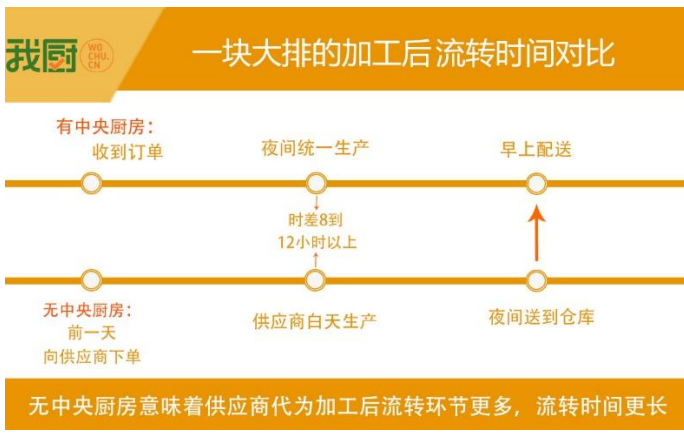 我厨
WO
CHU.
CN
一块大排的加工后流转时间对比
有中央厨房：
收到订单
夜间统一生产
早上配送
时差8到
12小时以上
无中央厨房：
前一天
向供应商下单
供应商白天生产
夜间送到仓库
无中央厨房意味着供应商代为加工后流转环节更多，流转时间更长